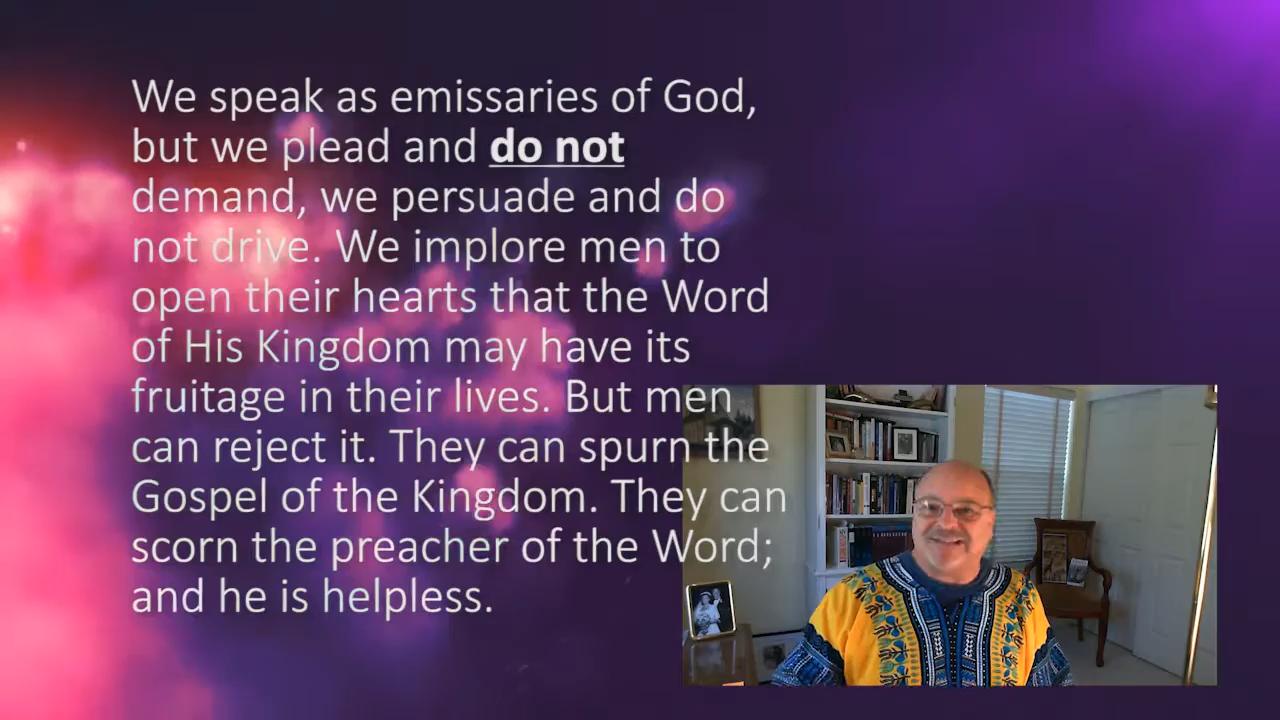 We speak as emissaries of God,
but we plead and do not
demand, we persuade and do
not drive. We implore men to
open their hearts that the Word
of His Kingdom may have its
fruitage in their lives. But men
can reject it. They can spurn the
Gospel of the Kingdom. They can
scorn the preacher of the Word;
and he is helpless.